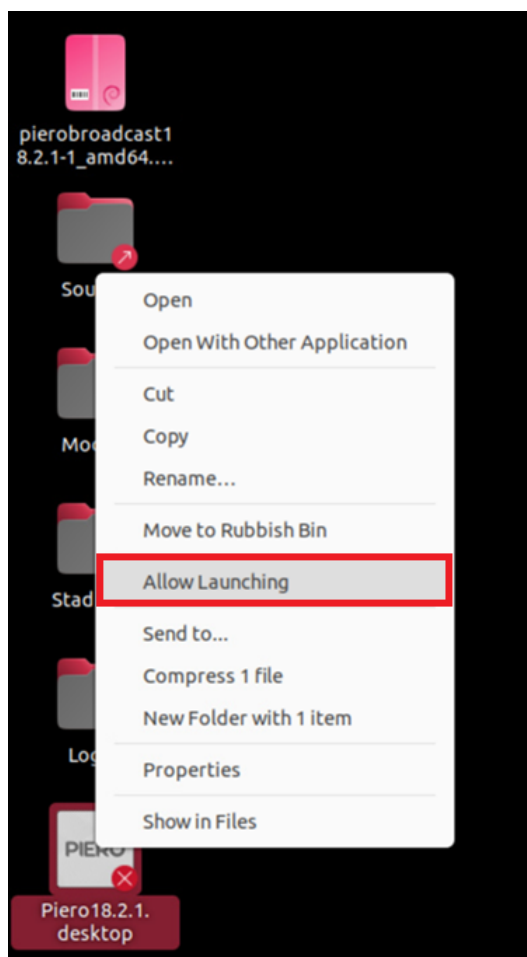 pierobroadcast1
8.2.1-1_amd64....
Sou
Open
Open With Other Application
Cut
Mo
Copy
Rename...
Move to Rubbish Bin
Allow Launching
Stad
Send to...
Compress 1 file
New Folder with 1 item
Lo
Properties
Show in Files
PIERO
Piero18.2.1.
desktop